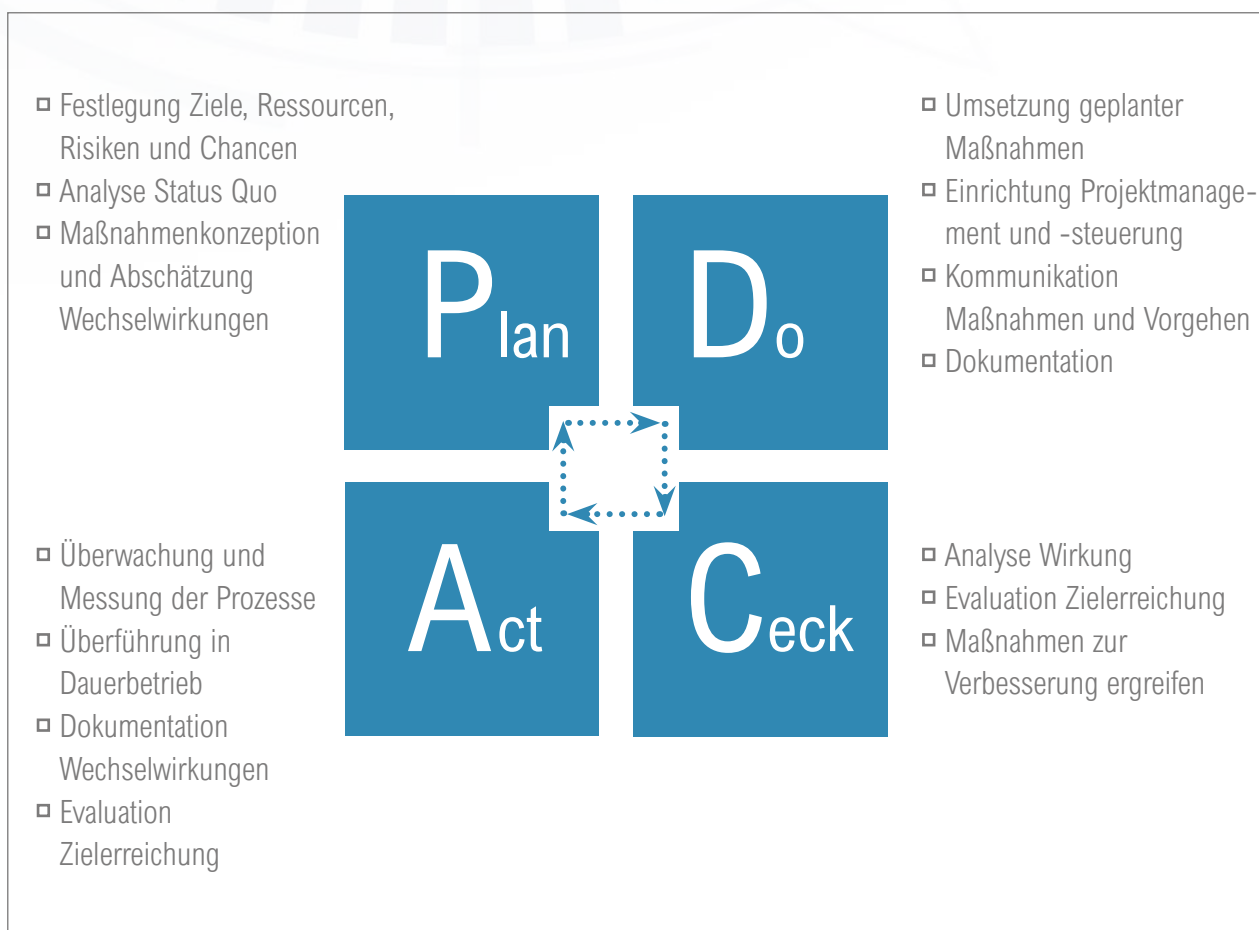 ▫ Festlegung Ziele, Ressourcen,
Risiken und Chancen
▫ Analyse Status Quo
▫ Maßnahmenkonzeption
und Abschätzung
Wechselwirkungen
Plan
Do
▫ Umsetzung geplanter
Maßnahmen
▫ Einrichtung Projektmanage-
ment und -steuerung
▫ Kommunikation
Maßnahmen und Vorgehen
▫ Dokumentation
▫ Überwachung und
Messung der Prozesse
▫ Überführung in
Dauerbetrieb
▫ Dokumentation
Wechselwirkungen
▫ Evaluation
Zielerreichung
Act
Ceck
▫ Analyse Wirkung
▫ Evaluation Zielerreichung
▫ Maßnahmen zur
Verbesserung ergreifen